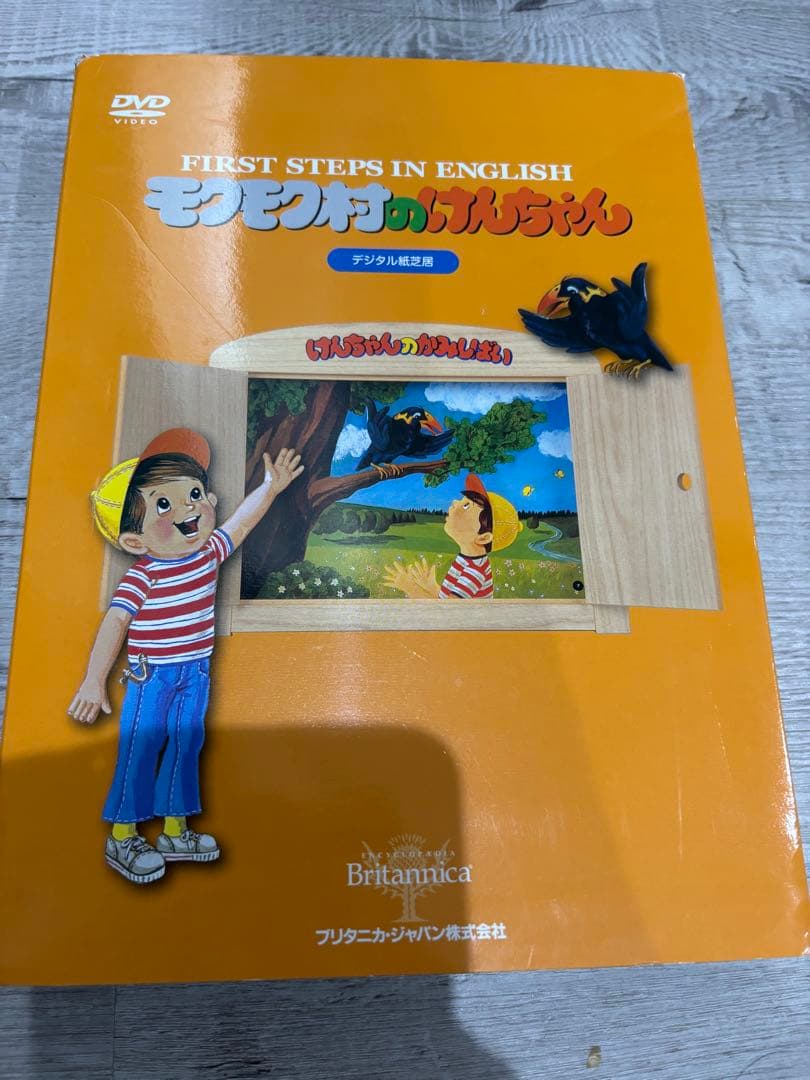 DVD
VIDEO
FIRST STEPS IN ENGLISH
モクモク村のけんちゃん
デジタル紙芝居
けんちゃんのかみしばい
ENCYCLOPÆDIA
Britannica®
ブリタニカ・ジャパン株式会社